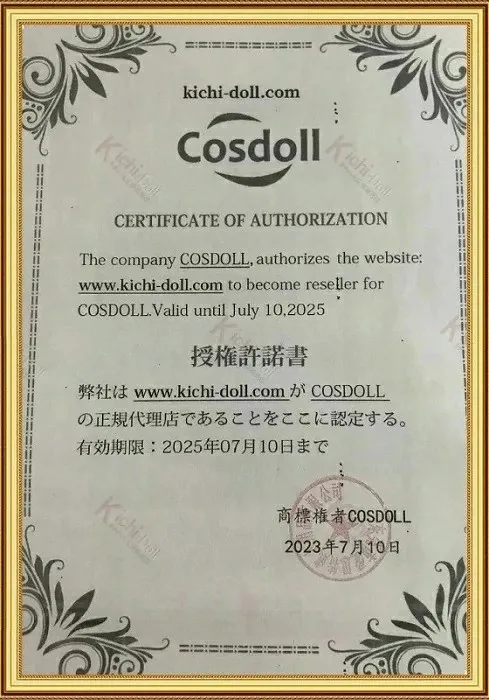 kichi-doll.com
Cosdoll
CERTIFICATE OF AUTHORIZATION
The company COSDOLL, authorizes the website:
www.kichi-doll.com to become reseller for
COSDOLL.Valid until July 10,2025
授権許諾書
弊社は www.kichi-doll.com が COSDOLL
の正規代理店であることをここに認定する。
有効期限：2025年07月10日まで
商標権者COSDOLL
2023年7月10日